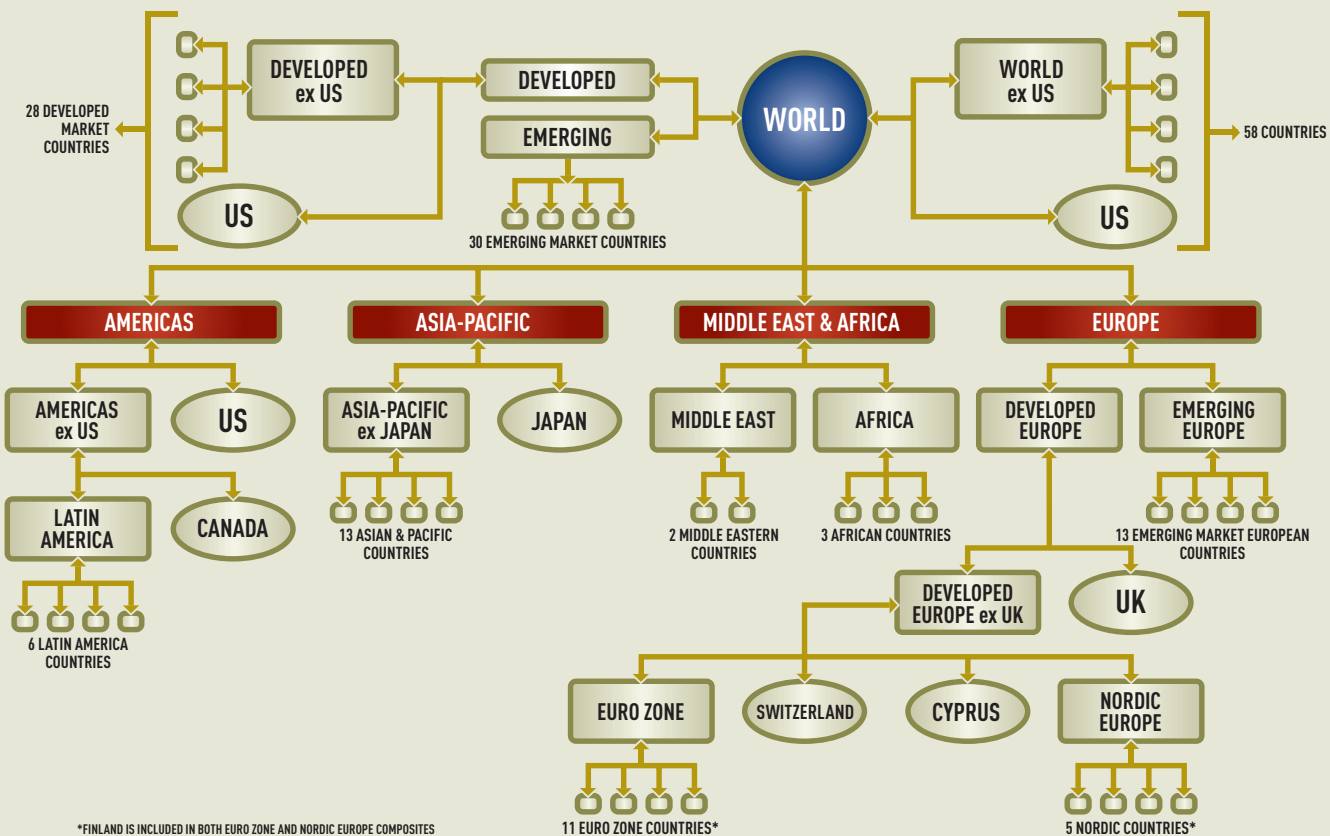 DEVELOPED
ex US
DEVELOPED
EMERGING
WORLD
WORLD
ex US
28 DEVELOPED
MARKET
COUNTRIES
58 COUNTRIES
US
US
30 EMERGING MARKET COUNTRIES
AMERICAS
ASIA-PACIFIC
MIDDLE EAST & AFRICA
EUROPE
AMERICAS
ex US
US
ASIA-PACIFIC
ex JAPAN
JAPAN
MIDDLE EAST
AFRICA
DEVELOPED
EUROPE
EMERGING
EUROPE
LATIN
AMERICA
CANADA
13 ASIAN & PACIFIC
COUNTRIES
2 MIDDLE EASTERN
COUNTRIES
3 AFRICAN COUNTRIES
13 EMERGING MARKET EUROPEAN
COUNTRIES
DEVELOPED
EUROPE ex UK
UK
6 LATIN AMERICA
COUNTRIES
EURO ZONE
SWITZERLAND
CYPRUS
NORDIC
EUROPE
*FINLAND IS INCLUDED IN BOTH EURO ZONE AND NORDIC EUROPE COMPOSITES
11 EURO ZONE COUNTRIES*
5 NORDIC COUNTRIES*